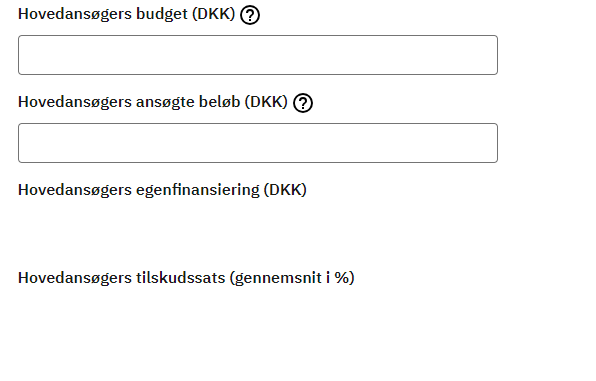 Hovedansøgers budget (DKK) ?
Hovedansøgers ansøgte beløb (DKK) ?
Hovedansøgers egenfinansiering (DKK)
Hovedansøgers tilskudssats (gennemsnit i %)